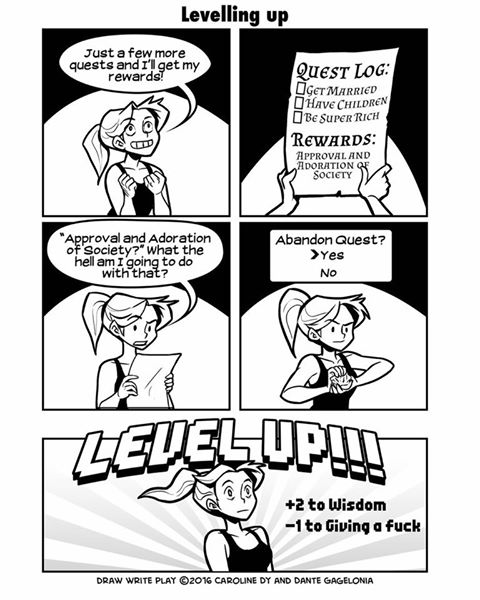 Levelling up
Just a few more
quests and I'll get my
rewards!
Quest Log:
Get Married
Have Children
Be Super Rich
Rewards:
Approval and
Adoration of
Society
"Approval and Adoration
of Society?" What the
hell am I going to do
with that?
Abandon Quest?
>Yes
No
LEVEL UP!!!
+2 to Wisdom
-1 to Giving a fuck
DRAW WRITE PLAY ©2016 CAROLINE DY AND DANTE GAGELONIA